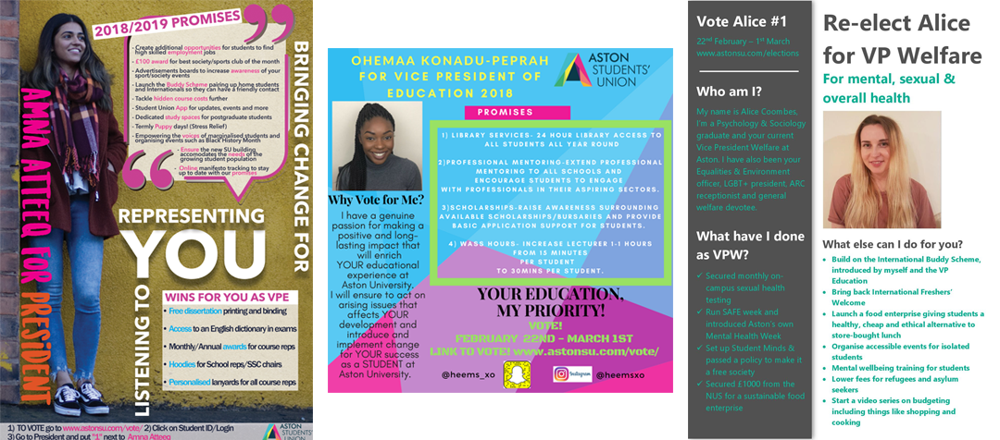 2018/2019 PROMISES
- Create additional opportunities for students to find
high skilled employment jobs
- £100 award for best society/sports club of the month
- Advertisements boards to increase awareness of your
sport/society events
- Launch the Buddy Scheme pairing up home students
and Internationals so they can have a friendly contact
- Tackle hidden course costs further
- Student Union App for updates, events and more
- Dedicated study spaces for postgraduate students
- Termly Puppy days! (Stress Relief)
- Empowering the voices of marginalised students and
organising events such as Black History Month
- Ensure the new SU building
accomodates the needs of the
growing student population
- Online manifesto tracking to stay
up to date with our promises
AMNA ATTEEQ FOR PRESIDENT
BRINGING CHANGE FOR
REPRESENTING
YOU
LISTENING TO
WINS FOR YOU AS VPE
• Free dissertation printing and binding
• Access to an English dictionary in exams
• Monthly/Annual awards for course reps
• Hoodies for School reps/SSC chairs
• Personalised lanyards for all course reps
1) TO VOTE go to www.astonsu.com/vote/ 2) Click on Student ID/Login
3) Go to President and put "1" next to Amna Atteeq
ASTON
STUDENTS'
UNION
OHEMAA KONADU-PEPRAH
FOR VICE PRESIDENT OF
EDUCATION 2018
ASTON
STUDENTS'
UNION
PROMISES
1) LIBRARY SERVICES- 24 HOUR LIBRARY ACCESS TO
ALL STUDENTS ALL YEAR ROUND
2)PROFESSIONAL MENTORING-EXTEND PROFESSIONAL
MENTORING TO ALL SCHOOLS AND
ENCOURAGE STUDENTS TO ENGAGE
WITH PROFESSIONALS IN THEIR ASPIRING SECTORS.
3)SCHOLARSHIPS-RAISE AWARENESS SURROUNDING
AVAILABLE SCHOLARSHIPS/BURSARIES AND PROVIDE
BASIC APPLICATION SUPPORT FOR STUDENTS.
4) WASS HOURS- INCREASE LECTURER 1-1 HOURS
FROM 15 MINUTES
PER STUDENT
TO 30MINS PER STUDENT.
Why Vote for Me?
I have a genuine
passion for making a
positive and long-
lasting impact that
will enrich
YOUR educational
experience at
Aston University.
I will ensure to act on
arising issues that
affects YOUR
development and
introduce and
implement change
for YOUR success
as a STUDENT at
Aston University.
YOUR EDUCATION,
MY PRIORITY!
VOTE!
FEBRUARY 22ND - MARCH 1ST
LINK TO VOTE! www.astonsu.com/vote/
@heems_xo
Instagram
@heemsxo
Vote Alice #1
22nd February – 1st March
www.astonsu.com/elections
Who am I?
My name is Alice Coombes,
I'm a Psychology & Sociology
graduate and your current
Vice President Welfare at
Aston. I have also been your
Equalities & Environment
officer, LGBT+ president, ARC
receptionist and general
welfare devotee.
What have I done
as VPW?
✓ Secured monthly on-
campus sexual health
testing
✓ Run SAFE week and
introduced Aston's own
Mental Health Week
✓ Set up Student Minds &
passed a policy to make it
a free society
✓ Secured £1000 from the
NUS for a sustainable food
enterprise
Re-elect Alice
for VP Welfare
For mental, sexual &
overall health
What else can I do for you?
• Build on the International Buddy Scheme,
introduced by myself and the VP
Education
• Bring back International Freshers'
Welcome
• Launch a food enterprise giving students a
healthy, cheap and ethical alternative to
store-bought lunch
• Organise accessible events for isolated
students
• Mental wellbeing training for students
• Lower fees for refugees and asylum
seekers
• Start a video series on budgeting
including things like shopping and
cooking